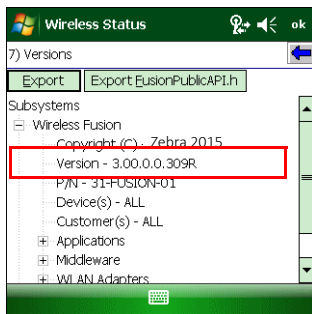 Wireless Status ok
7) Versions
Export Export FusionPublicAPI.h
Subsystems
Wireless Fusion
Copyright (C) - Zebra 2015
Version - 3.00.0.0.309R
P/N - 31-FUSION-01
Device(s) - ALL
Customer(s) - ALL
Applications
Middleware
WLAN Adapters